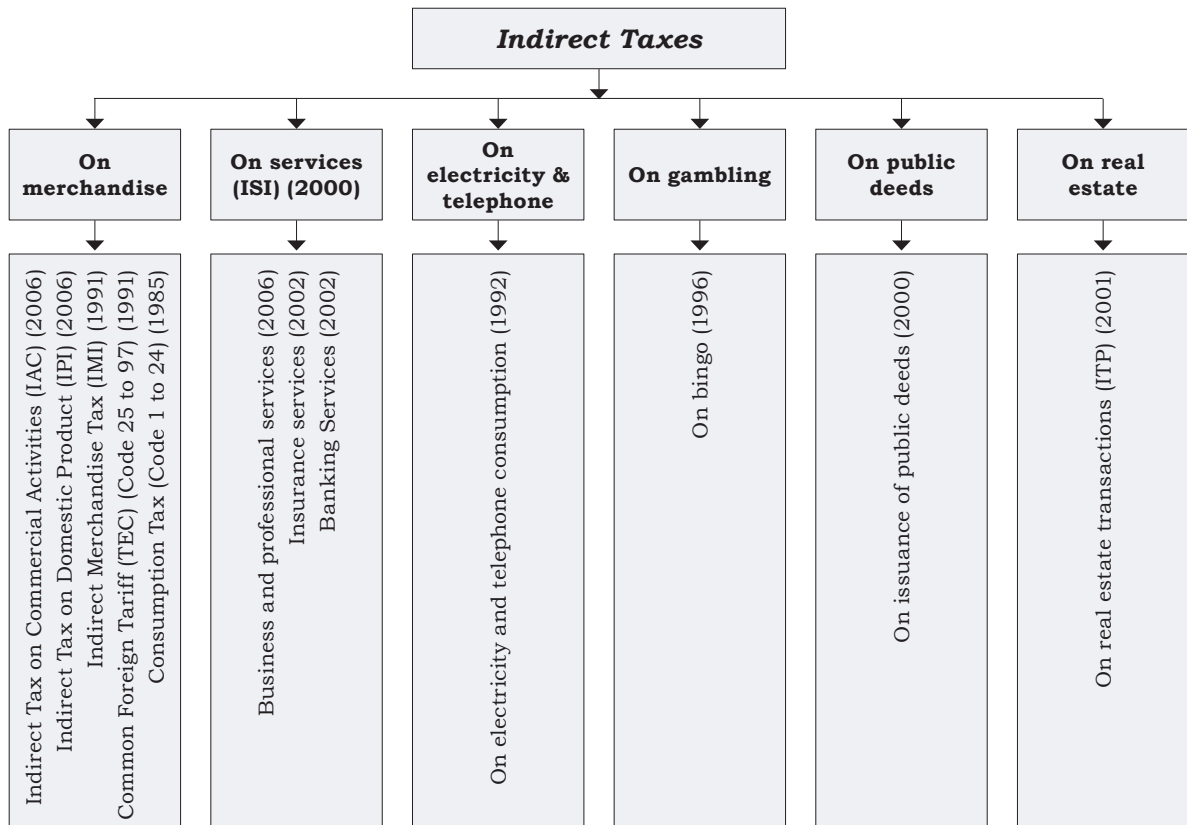 Indirect Taxes
On
merchandise
On services
(ISI) (2000)
On
electricity &
telephone
On gambling
On public
deeds
On real
estate
Indirect Tax on Commercial Activities (IAC) (2006)
Indirect Tax on Domestic Product (IPI) (2006)
Indirect Merchandise Tax (IMI) (1991)
Common Foreign Tariff (TEC) (Code 25 to 97) (1991)
Consumption Tax (Code 1 to 24) (1985)
Business and professional services (2006)
Insurance services (2002)
Banking Services (2002)
On electricity and telephone consumption (1992)
On bingo (1996)
On issuance of public deeds (2000)
On real estate transactions (ITP) (2001)